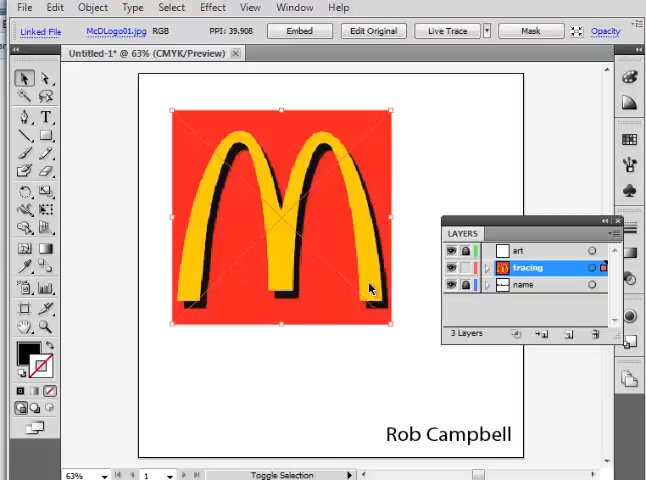 File Edit Object Type Select Effect View Window Help
Linked File McDLogo01.jpg RGB PPI: 39.908 Embed Edit Original Live Trace Mask Opacity
Untitled-1* @ 63% (CMYK/Preview)
LAYERS
art
tracing
name
3 Layers
Rob Campbell
63% 1 Toggle Selection